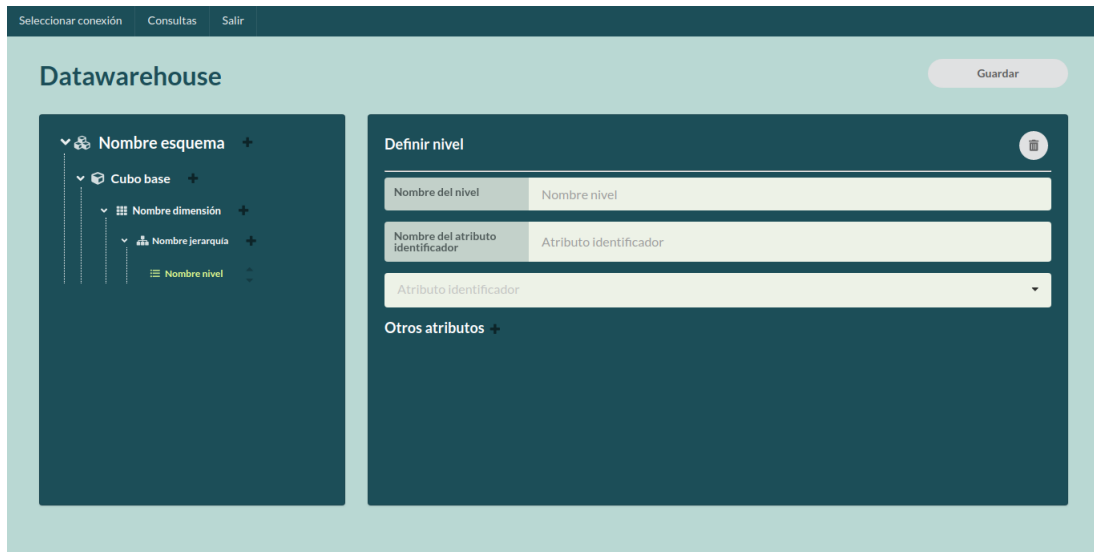 Seleccionar conexión Consultas Salir
Datawarehouse
Guardar
Nombre esquema
Cubo base
Nombre dimensión
Nombre jerarquía
Nombre nivel
Definir nivel
Nombre del nivel
Nombre nivel
Nombre del atributo
identificador
Atributo identificador
Atributo identificador
Otros atributos